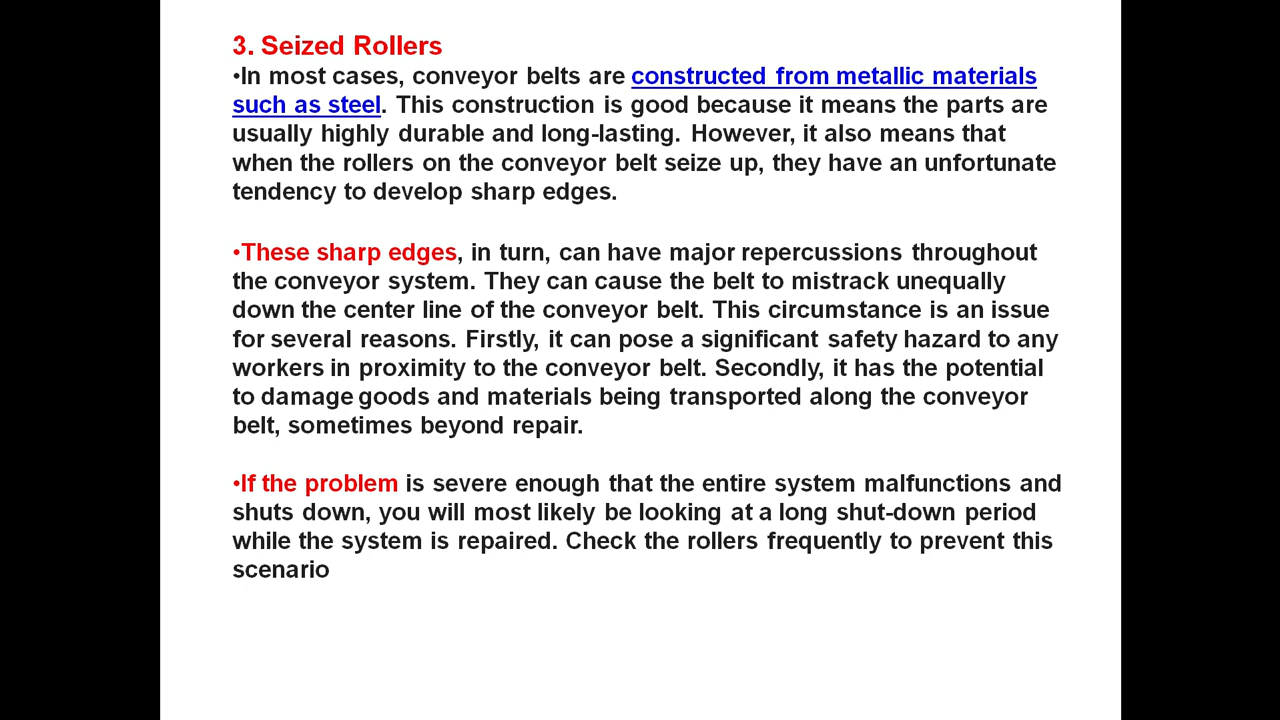 3. Seized Rollers
•In most cases, conveyor belts are constructed from metallic materials
such as steel. This construction is good because it means the parts are
usually highly durable and long-lasting. However, it also means that
when the rollers on the conveyor belt seize up, they have an unfortunate
tendency to develop sharp edges.
•These sharp edges, in turn, can have major repercussions throughout
the conveyor system. They can cause the belt to mistrack unequally
down the center line of the conveyor belt. This circumstance is an issue
for several reasons. Firstly, it can pose a significant safety hazard to any
workers in proximity to the conveyor belt. Secondly, it has the potential
to damage goods and materials being transported along the conveyor
belt, sometimes beyond repair.
•If the problem is severe enough that the entire system malfunctions and
shuts down, you will most likely be looking at a long shut-down period
while the system is repaired. Check the rollers frequently to prevent this
scenario